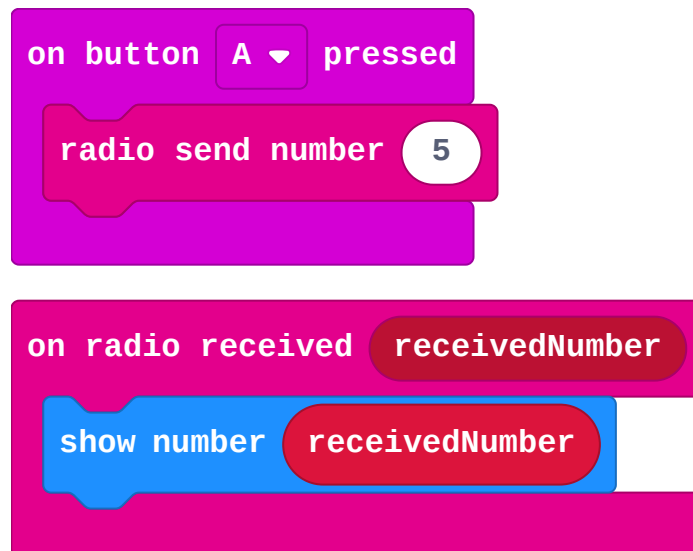 on button A pressed
radio send number 5
on radio received receivedNumber
show number receivedNumber